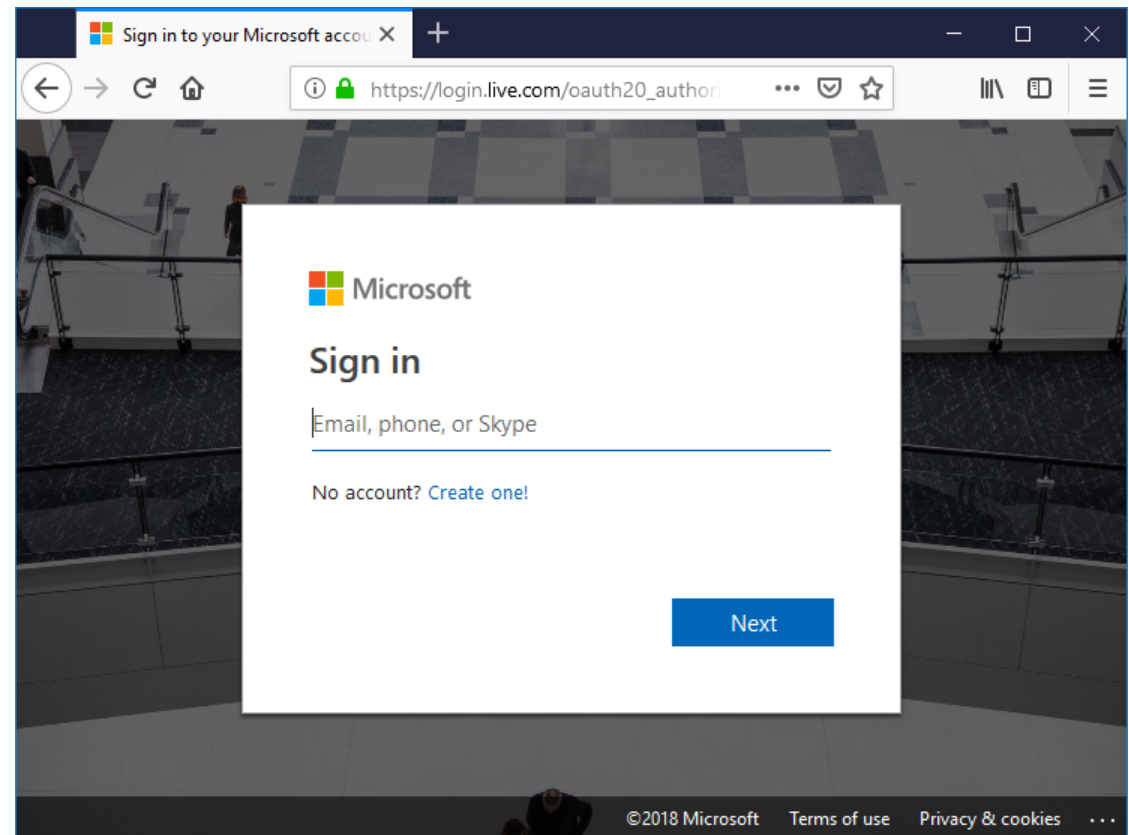 Sign in to your Microsoft accou
https://login.live.com/oauth20_authori
Microsoft
Sign in
Email, phone, or Skype
No account? Create one!
Next
©2018 Microsoft Terms of use Privacy & cookies ...